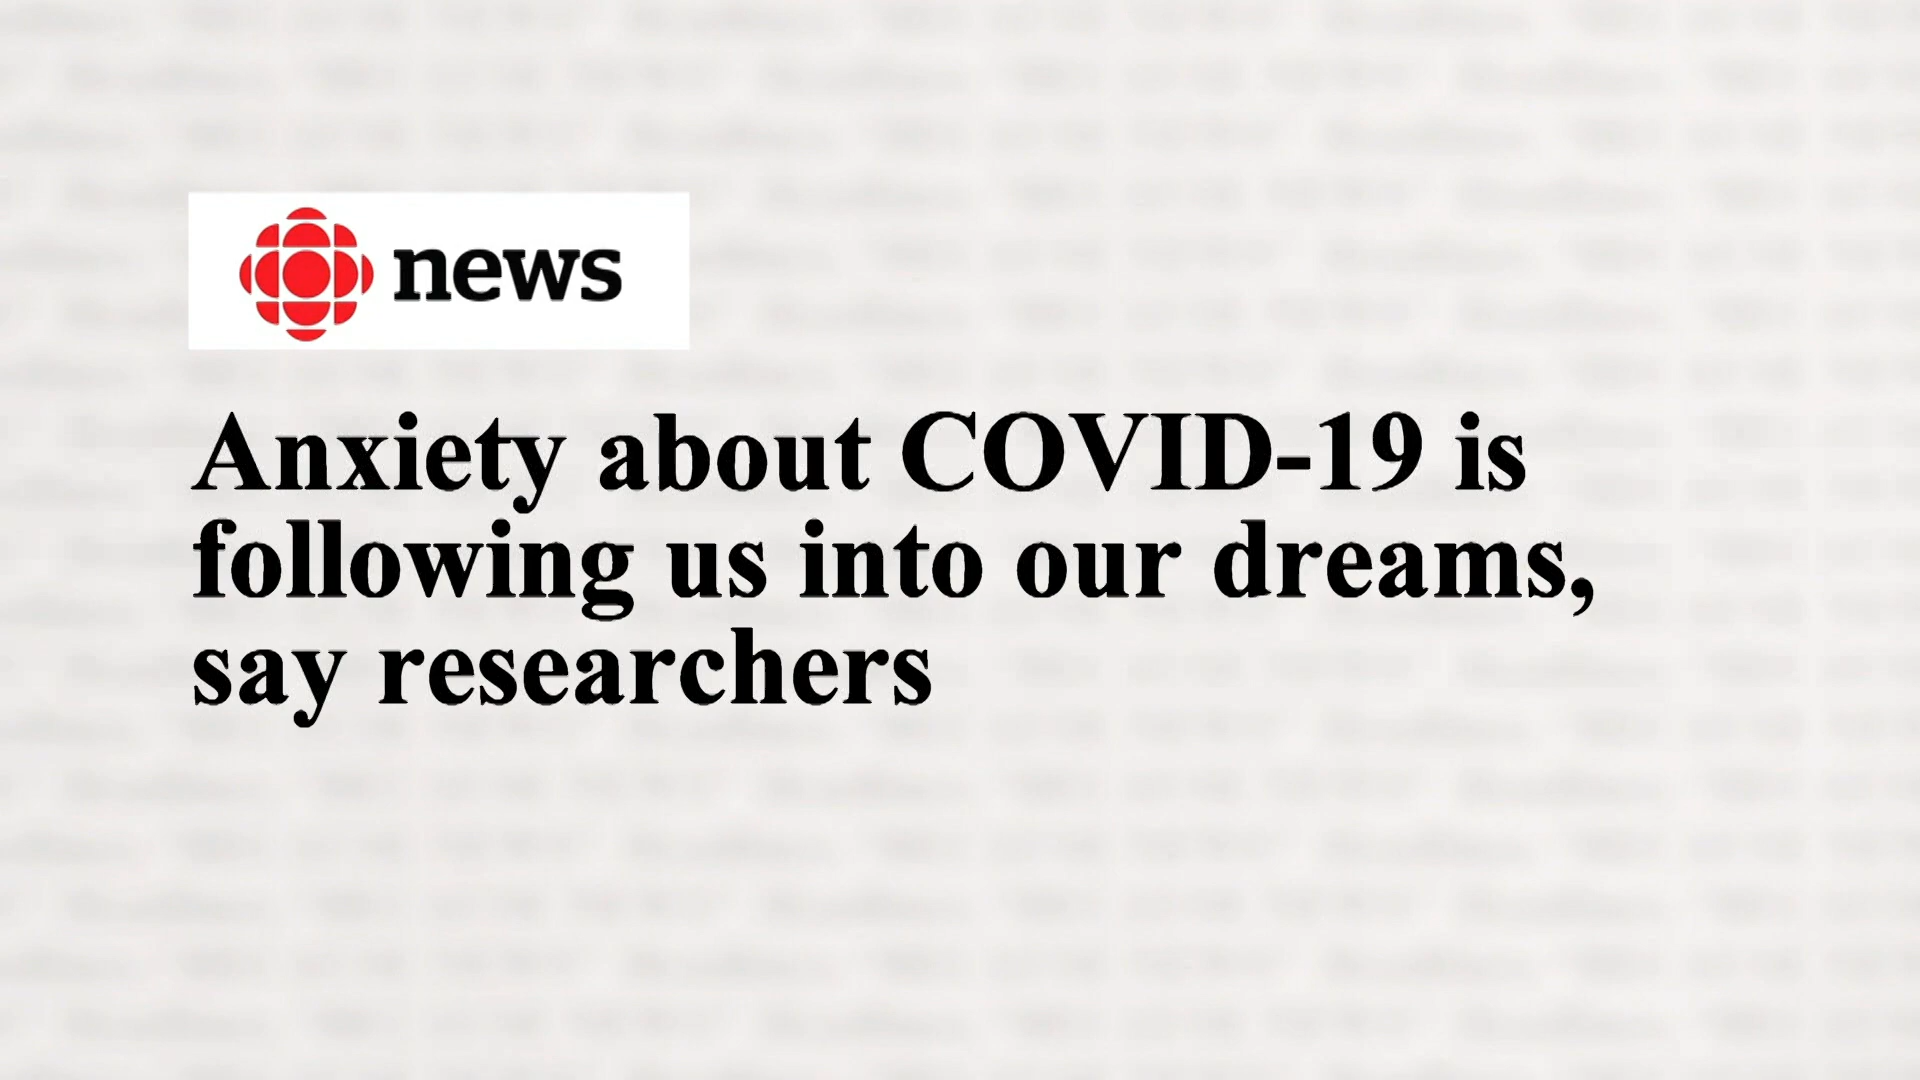 news
Anxiety about COVID-19 is
following us into our dreams,
say researchers